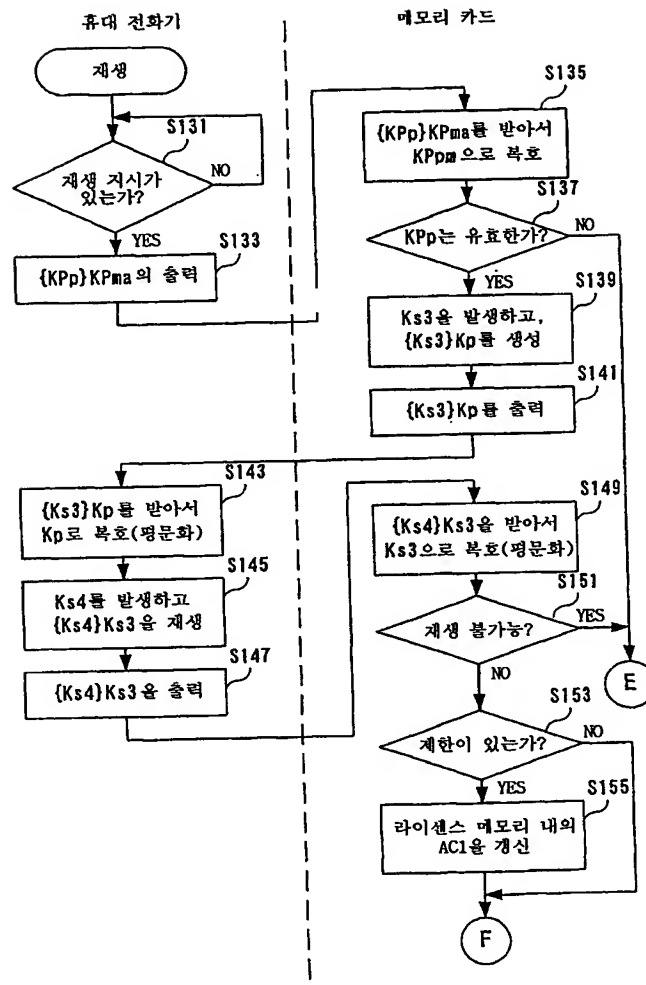 휴대 전화기
메모리 카드
재생
S131
재생 지시가
있는가?
NO
YES
S133
{KPp}KPma의 출력
S135
{KPp}KPma를 받아서
KPpm으로 복호
S137
KPp는 유효한가?
NO
YES
S139
Ks3을 발생하고,
{Ks3}Kp를 생성
S141
{Ks3}Kp를 출력
S143
{Ks3}Kp를 받아서
Kp로 복호(평문화)
S145
Ks4를 발생하고
{Ks4}Ks3을 재생
S147
{Ks4}Ks3을 출력
S149
{Ks4}Ks3을 받아서
Ks3으로 복호(평문화)
S151
재생 불가능?
YES
NO
E
S153
제한이 있는가?
NO
YES
S155
라이센스 메모리 내의
AC1을 갱신
F